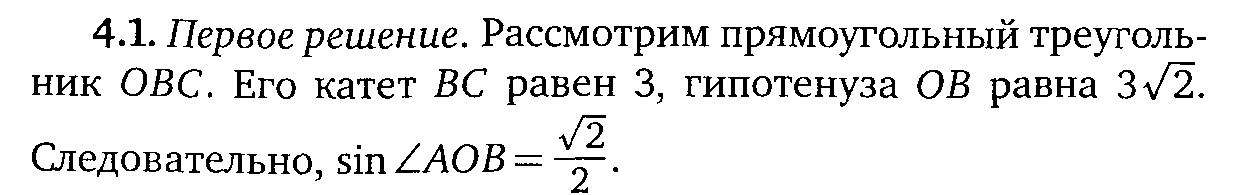 4.1. Первое решение. Рассмотрим прямоугольный треуголь-
ник OBC. Его катет BC равен 3, гипотенуза OB равна 3√2.
Следовательно, sin ∠AOB = √2/2.